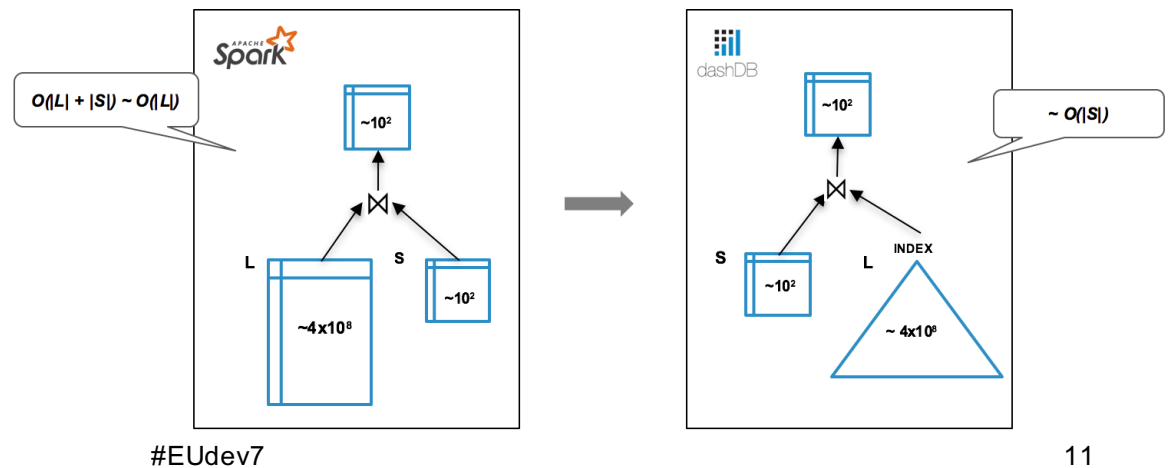 APACHE
Spark
O(|L| + |S|) ~ O(|L|)
~10²
⋈
L
S
~4x10⁸
~10²
dashDB
~10²
~ O(|S|)
⋈
S
L
INDEX
~10²
~ 4x10⁸
#EUdev7
11